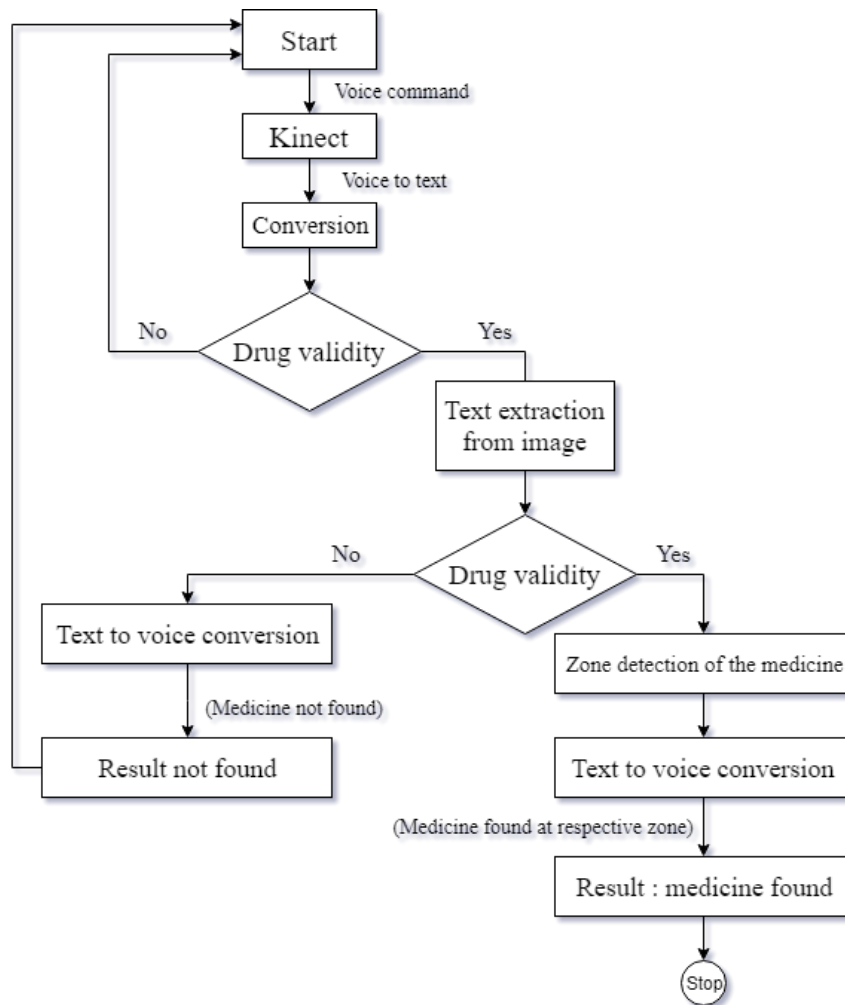 Start
Voice command
Kinect
Voice to text
Conversion
No
Yes
Drug validity
Text extraction
from image
No
Yes
Drug validity
Text to voice conversion
Zone detection of the medicine
(Medicine not found)
Result not found
Text to voice conversion
(Medicine found at respective zone)
Result : medicine found
Stop